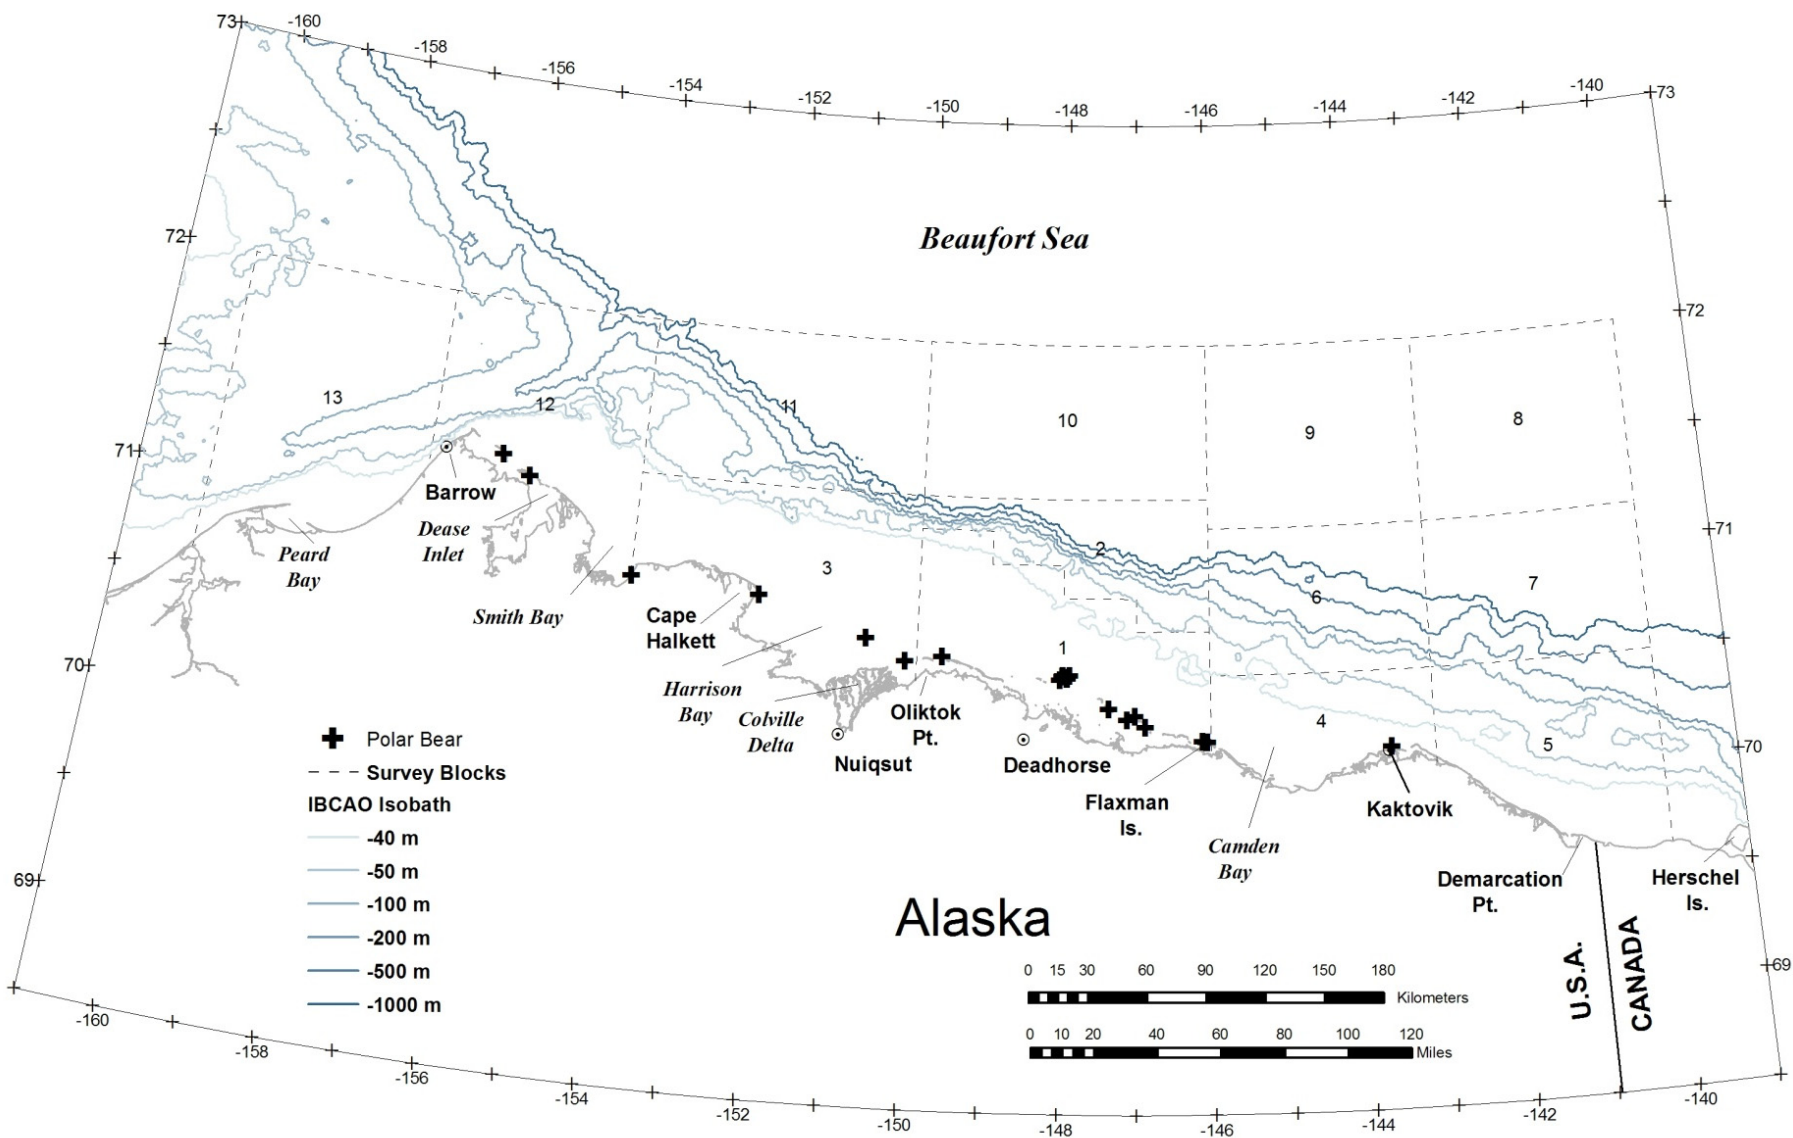 73
-160
-158
-156
-154
-152
-150
-148
-146
-144
-142
-140
73
72
Beaufort Sea
72
13
12
11
10
9
8
71
71
Barrow
Dease
Inlet
Peard
Bay
Smith Bay
3
2
6
7
Cape
Halkett
1
70
Harrison
Bay
Colville
Delta
Oliktok
Pt.
4
5
70
Nuiqsut
Deadhorse
Flaxman
Is.
Kaktovik
Camden
Bay
Demarcation
Pt.
Herschel
Is.
Polar Bear
Survey Blocks
IBCAO Isobath
-40 m
-50 m
-100 m
-200 m
-500 m
-1000 m
69
Alaska
U.S.A.
CANADA
69
0 15 30 60 90 120 150 180
Kilometers
0 10 20 40 60 80 100 120
Miles
-160
-158
-156
-154
-152
-150
-148
-146
-144
-142
-140